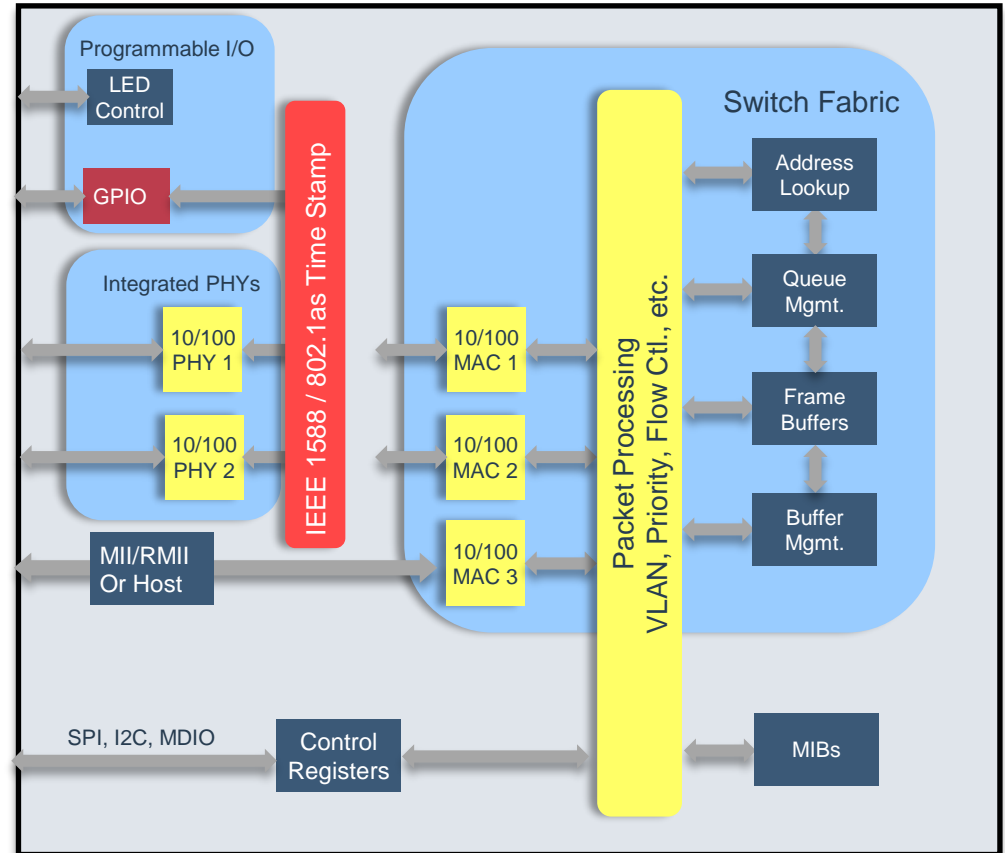 Programmable I/O
LED
Control
GPIO
Integrated PHYs
10/100
PHY 1
10/100
PHY 2
MII/RMII
Or Host
IEEE 1588 / 802.1as Time Stamp
Switch Fabric
10/100
MAC 1
10/100
MAC 2
10/100
MAC 3
Packet Processing
VLAN, Priority, Flow Ctl., etc.
Address
Lookup
Queue
Mgmt.
Frame
Buffers
Buffer
Mgmt.
SPI, I2C, MDIO
Control
Registers
MIBs